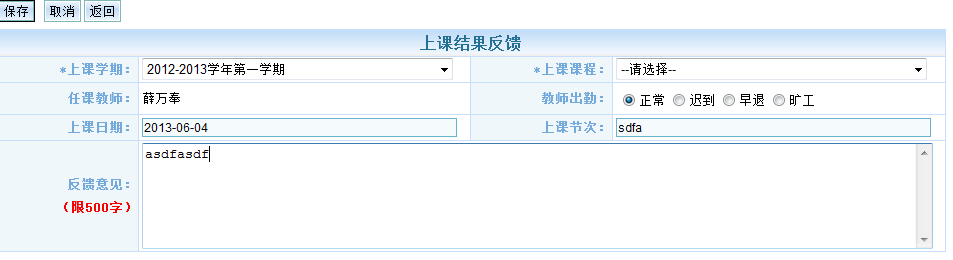 保存 取消 返回
上课结果反馈
*上课学期： 2012-2013学年第一学期 *上课课程： --请选择--
任课教师： 薛万奉 教师出勤： 正常 迟到 早退 旷工
上课日期： 2013-06-04 上课节次： sdfa
反馈意见： asdfasdf
（限500字）